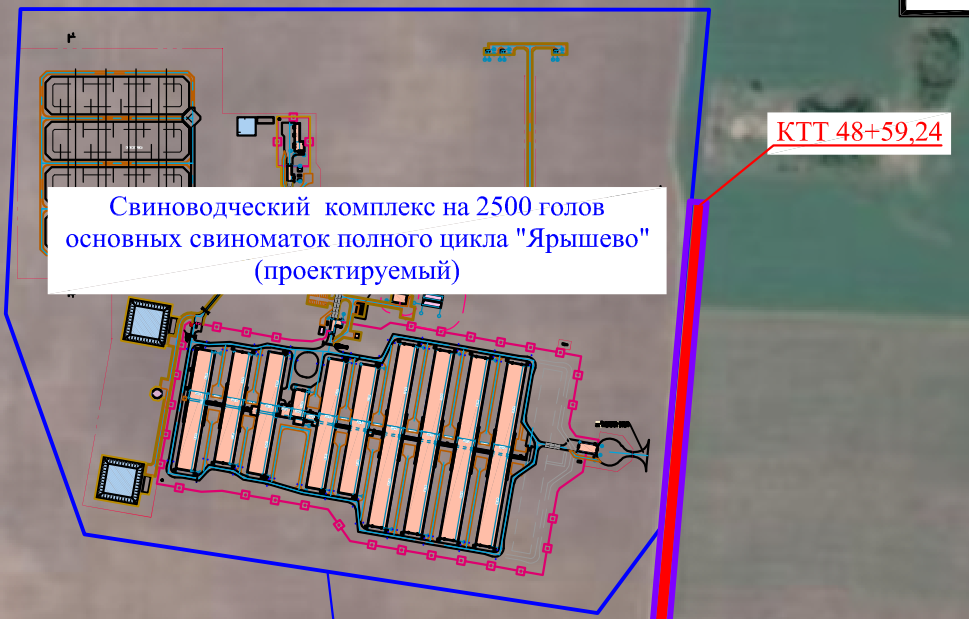 КТТ 48+59,24
Свиноводческий комплекс на 2500 голов
основных свиноматок полного цикла "Ярышево"
(проектируемый)